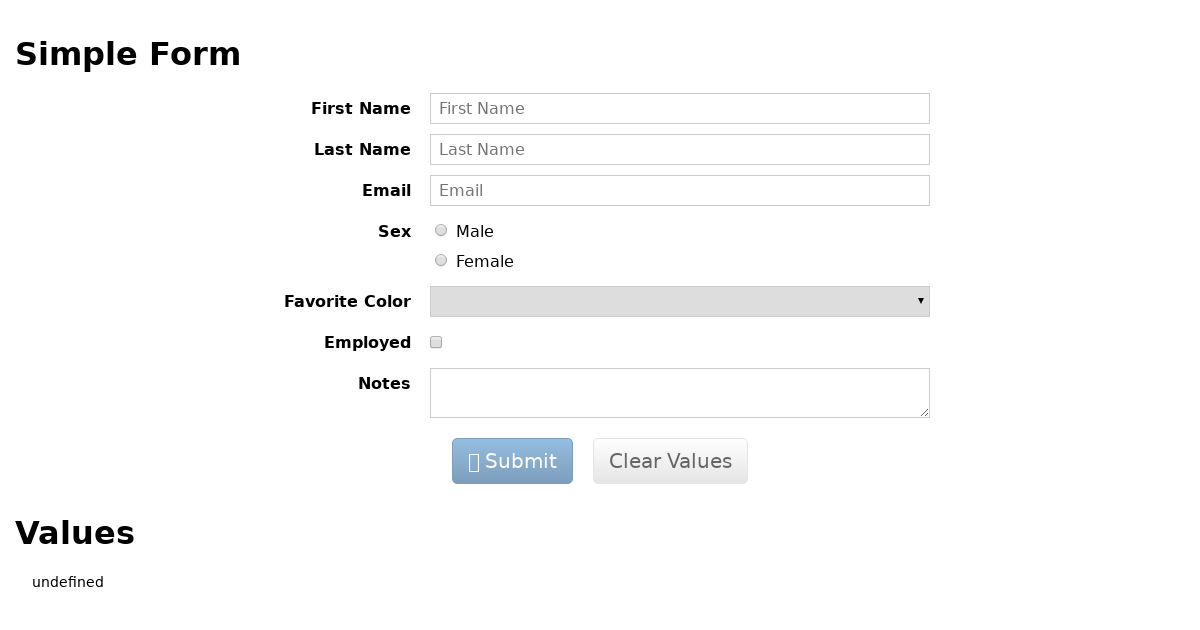 Simple Form
First Name First Name
Last Name Last Name
Email Email
Sex Male
Female
Favorite Color
Employed
Notes
Submit Clear Values
Values
undefined